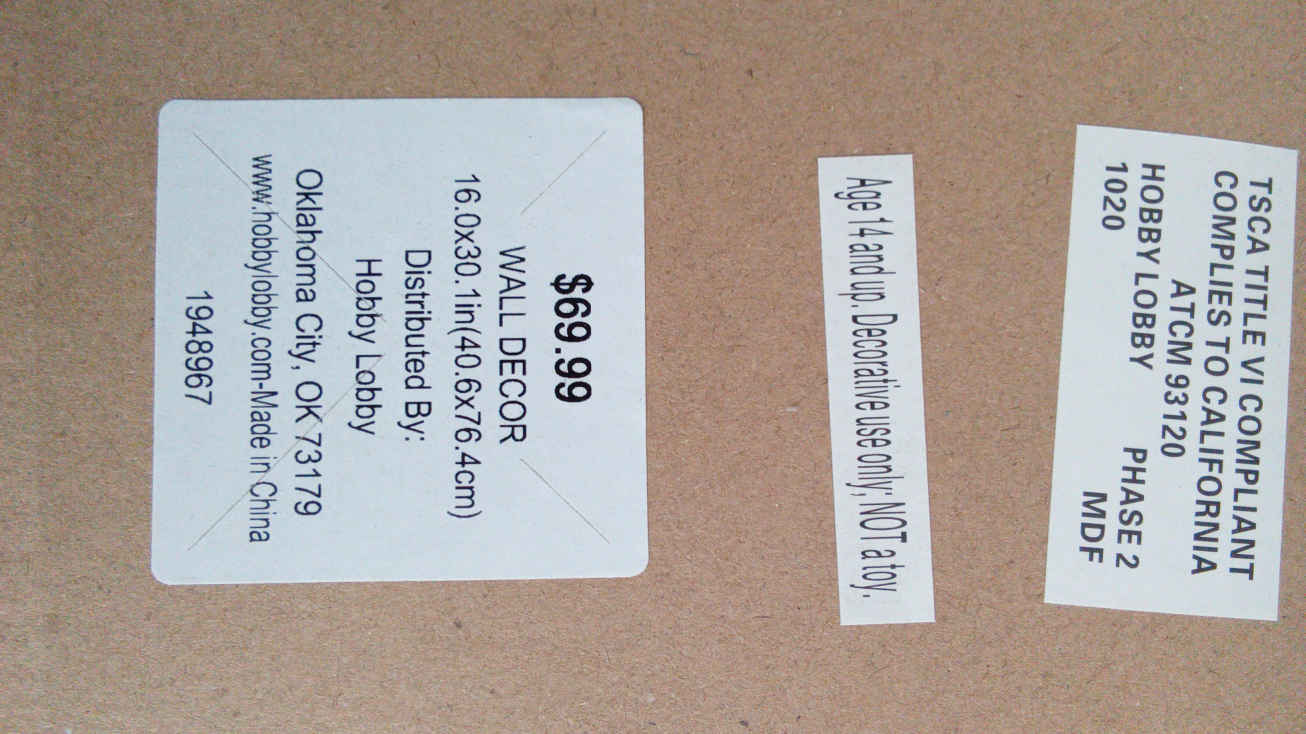 TSCA TITLE VI COMPLIANT
COMPLIES TO CALIFORNIA
ATCM 93120
HOBBY LOBBY PHASE 2
1020 MDF
Age 14 and up. Decorative use only; NOT a toy.
$69.99
WALL DECOR
16.0x30.1in(40.6x76.4cm)
Distributed By:
Hobby Lobby
Oklahoma City, OK 73179
www.hobbylobby.com-Made in China
1948967